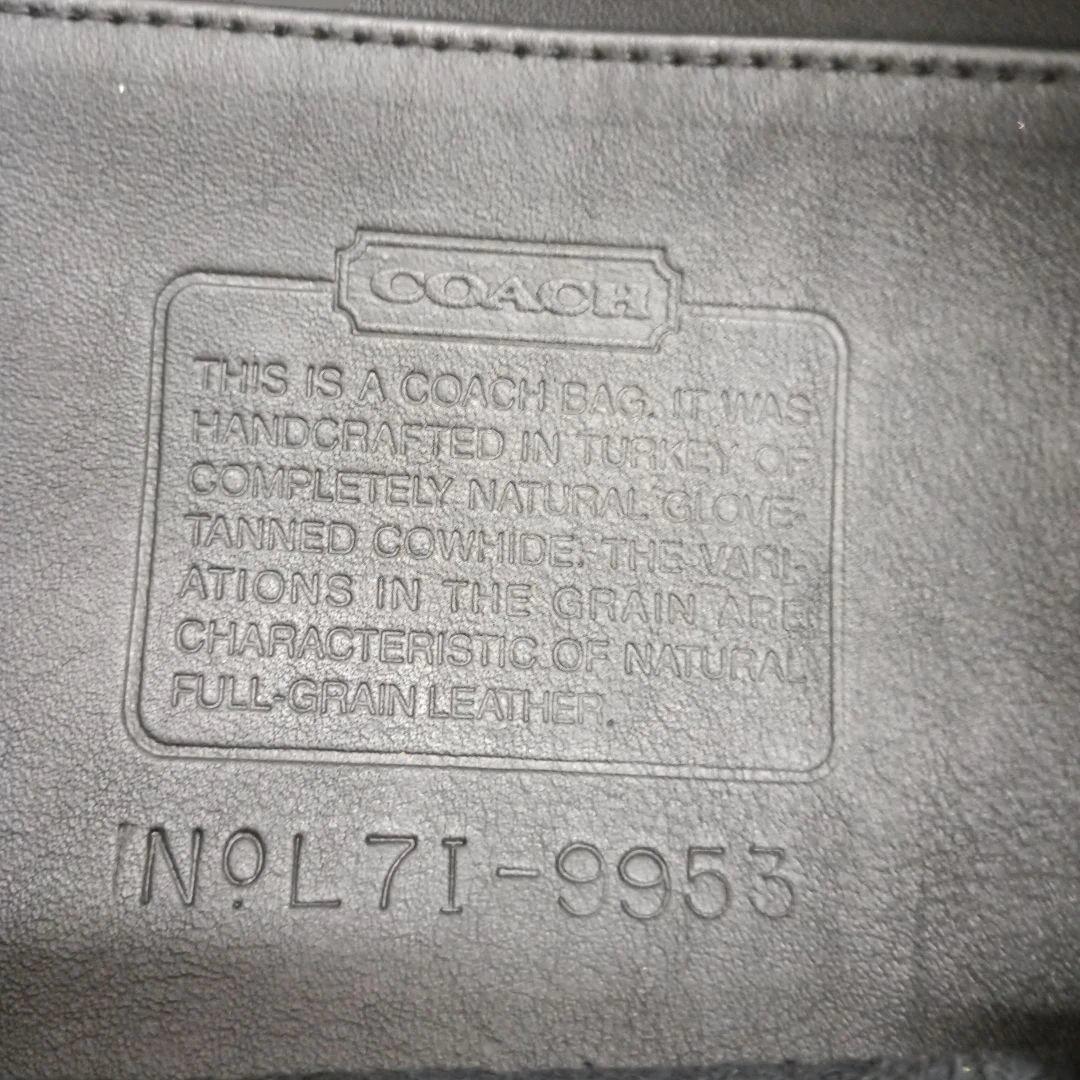 COACH
THIS IS A COACH BAG. IT WAS
HANDCRAFTED IN TURKEY OF
COMPLETELY NATURAL GLOVE-
TANNED COWHIDE. THE VARI-
ATIONS IN THE GRAIN ARE
CHARACTERISTIC OF NATURAL
FULL-GRAIN LEATHER.
Nº L7I-9953